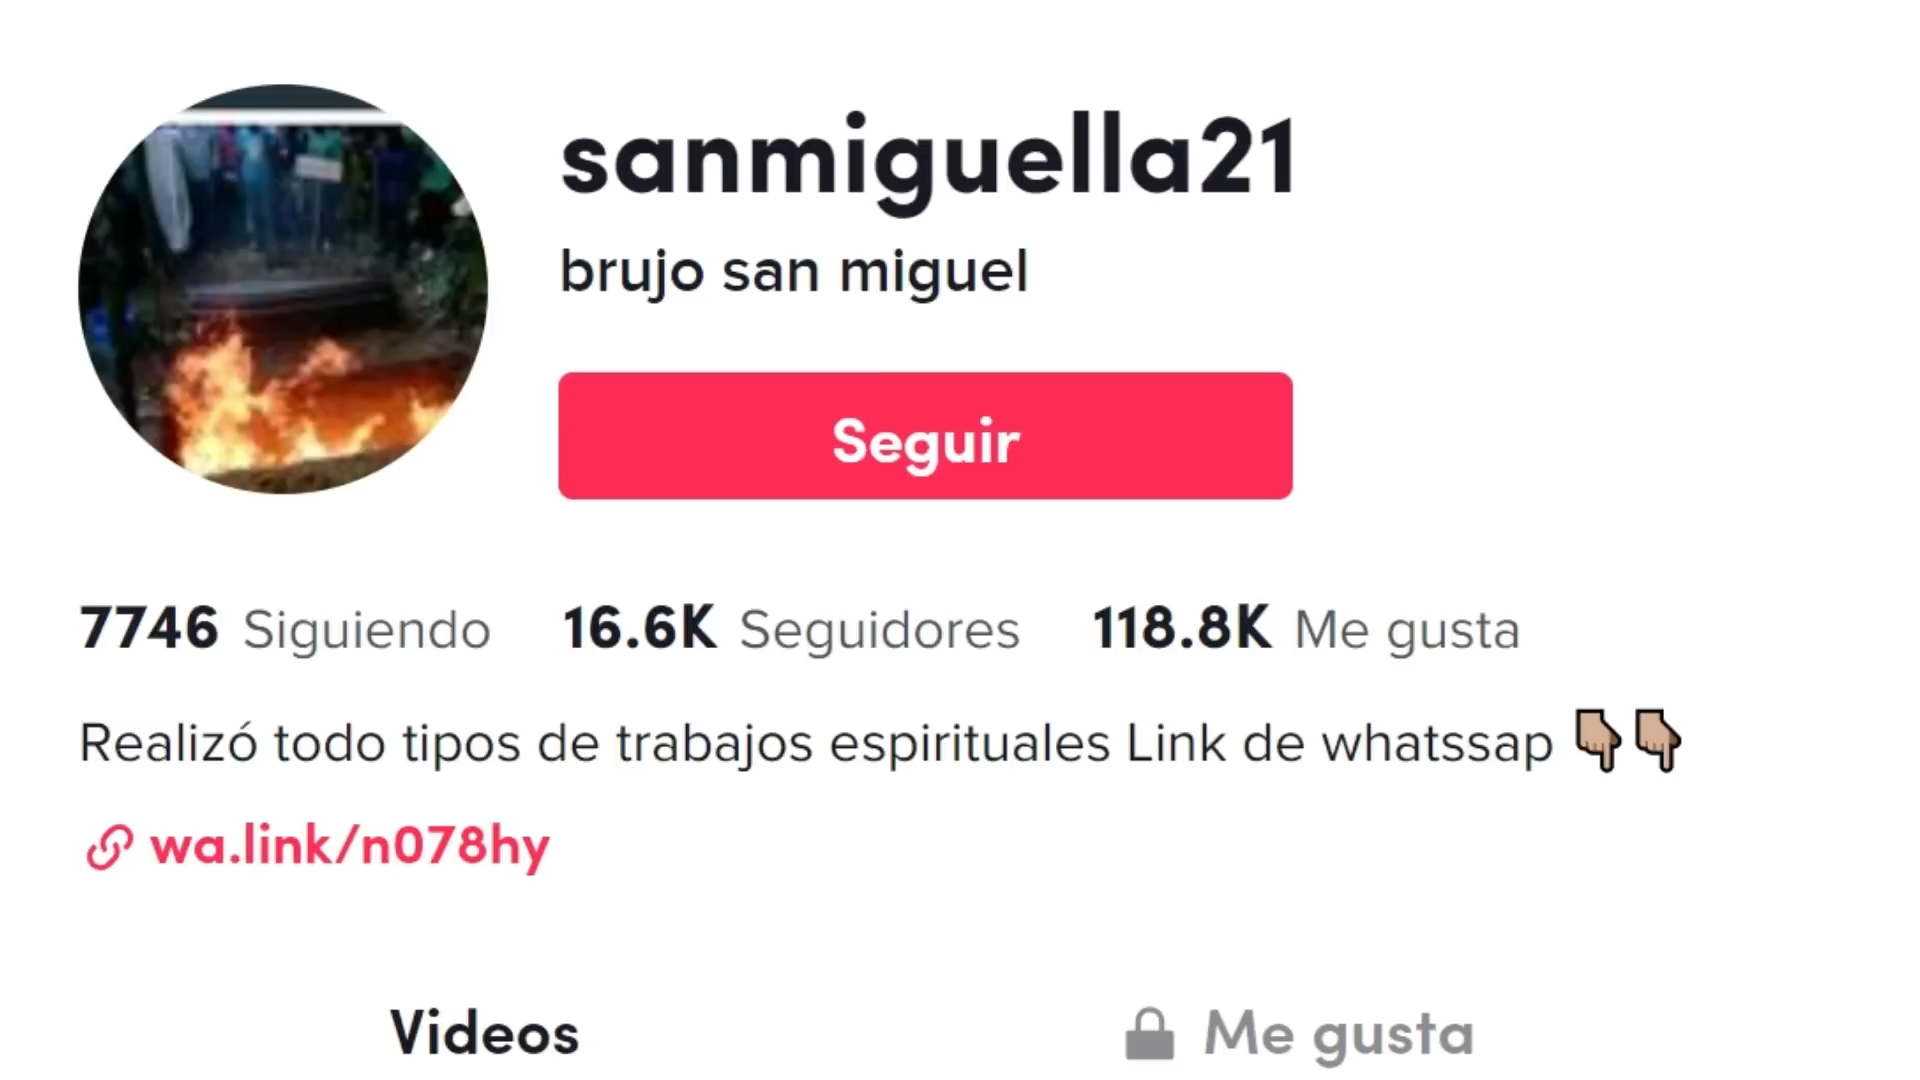 sanmiguella21
brujo san miguel
Seguir
7746 Siguiendo 16.6K Seguidores 118.8K Me gusta
Realizó todo tipos de trabajos espirituales Link de whatssap 👇🏽👇🏽
wa.link/n078hy
Videos Me gusta